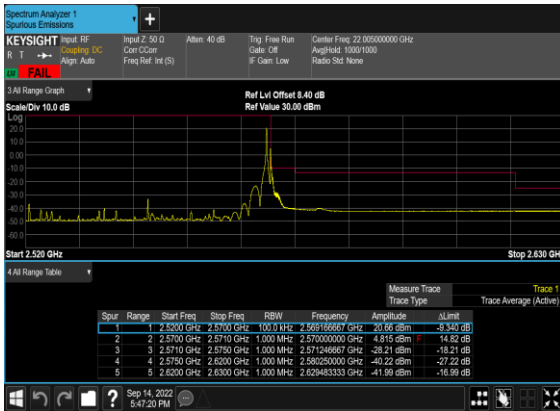 Spectrum Analyzer 1
Spurious Emissions
+
KEYSIGHT Input: RF Input Z: 50 Ω Atten: 40 dB Trig: Free Run Center Freq: 22.005000000 GHz
R T Coupling: DC Corr CCorr Gate: Off Avg|Hold: 1000/1000
Align: Auto Freq Ref: Int (S) IF Gain: Low Radio Std: None
LW FAIL
3 All Range Graph Ref Lvl Offset 8.40 dB
Scale/Div 10.0 dB Ref Value 30.00 dBm
Log
20.0
10.0
0.00
-10.0
-20.0
-30.0
-40.0
-50.0
-60.0
Start 2.520 GHz Stop 2.630 GH
4 All Range Table
Measure Trace Trace 1
Trace Type Trace Average (Active)
Spur Range Start Freq Stop Freq RBW Frequency Amplitude ΔLimit
1 1 2.5200 GHz 2.5700 GHz 100.0 kHz 2.569166667 GHz 20.66 dBm -9.340 dB
2 2 2.5700 GHz 2.5710 GHz 1.000 MHz 2.570000000 GHz 4.815 dBm F 14.82 dB
3 3 2.5710 GHz 2.5750 GHz 1.000 MHz 2.571246667 GHz -28.21 dBm -18.21 dB
4 4 2.5750 GHz 2.6200 GHz 1.000 MHz 2.580250000 GHz -40.22 dBm -27.22 dB
5 5 2.6200 GHz 2.6300 GHz 1.000 MHz 2.629483333 GHz -41.99 dBm -16.99 dB
? Sep 14, 2022
5:47:20 PM